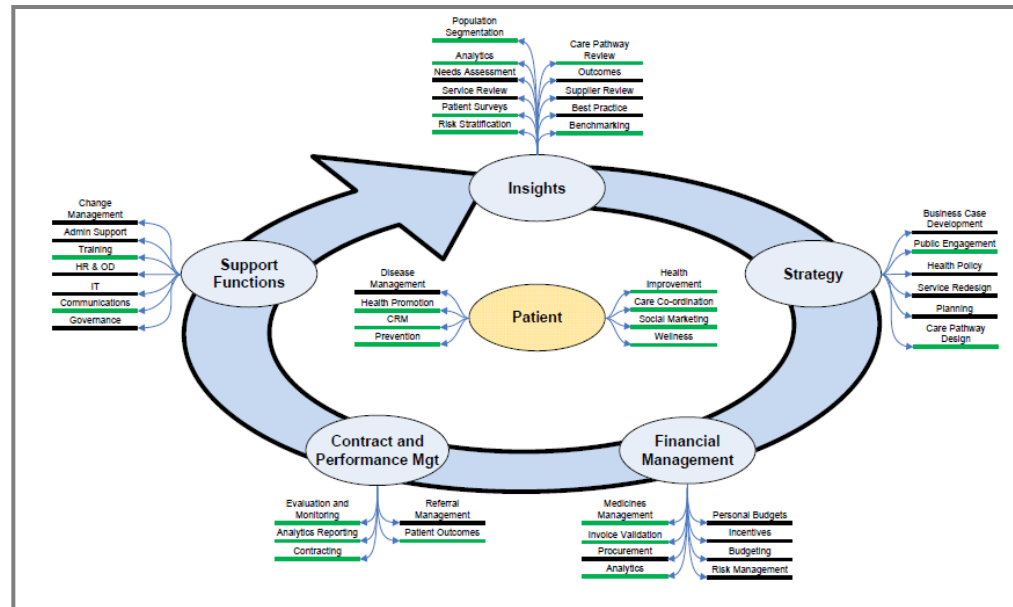 Population
Segmentation
Analytics
Needs Assessment
Service Review
Patient Surveys
Risk Stratification
Care Pathway
Review
Outcomes
Supplier Review
Best Practice
Benchmarking
Insights
Change
Management
Admin Support
Training
HR & OD
IT
Communications
Governance
Support
Functions
Disease
Management
Health Promotion
CRM
Prevention
Patient
Health
Improvement
Care Co-ordination
Social Marketing
Wellness
Strategy
Business Case
Development
Public Engagement
Health Policy
Service Redesign
Planning
Care Pathway
Design
Contract and
Performance Mgt
Evaluation and
Monitoring
Analytics Reporting
Contracting
Referral
Management
Patient Outcomes
Financial
Management
Medicines
Management
Invoice Validation
Procurement
Analytics
Personal Budgets
Incentives
Budgeting
Risk Management